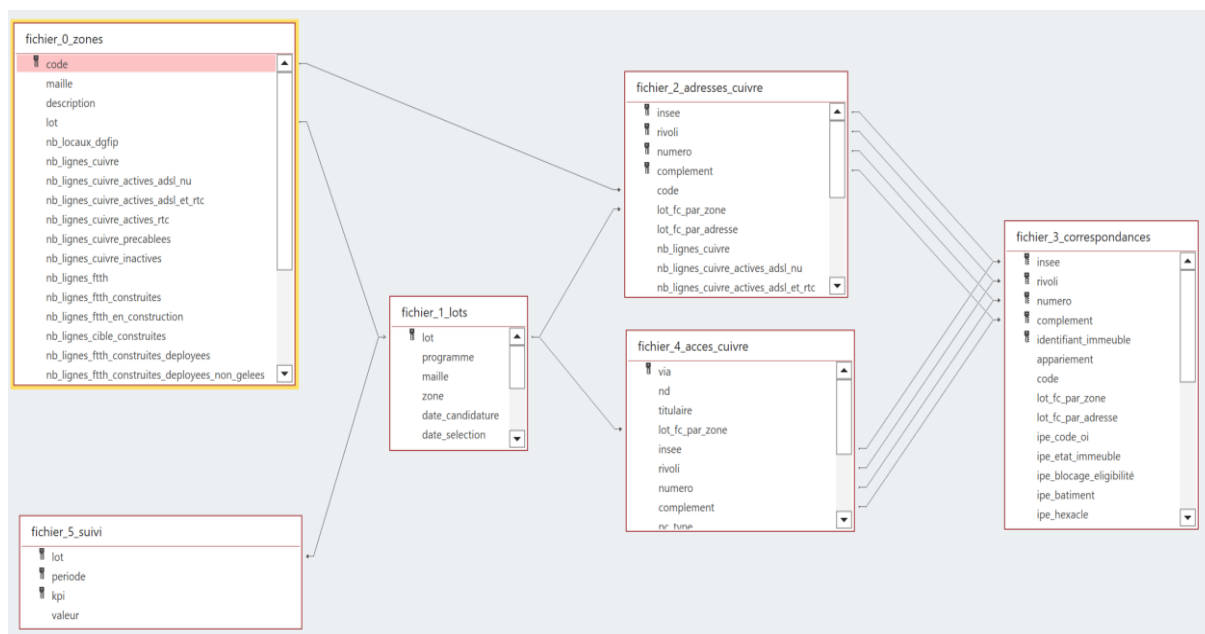 fichier_0_zones
code
maille
description
lot
nb_locaux_dgfip
nb_lignes_cuivre
nb_lignes_cuivre_actives_adsl_nu
nb_lignes_cuivre_actives_adsl_et_rtc
nb_lignes_cuivre_actives_rtc
nb_lignes_cuivre_precablees
nb_lignes_cuivre_inactives
nb_lignes_ftth
nb_lignes_ftth_construites
nb_lignes_ftth_en_construction
nb_lignes_cible_construites
nb_lignes_ftth_construites_deployees
nb_lignes_ftth_construites_deployees_non_gelees
fichier_5_suivi
lot
periode
kpi
valeur
fichier_1_lots
lot
programme
maille
zone
date_candidature
date_selection
fichier_2_adresses_cuivre
insee
rivoli
numero
complement
code
lot_fc_par_zone
lot_fc_par_adresse
nb_lignes_cuivre
nb_lignes_cuivre_actives_adsl_nu
nb_lignes_cuivre_actives_adsl_et_rtc
fichier_4_acces_cuivre
via
nd
titulaire
lot_fc_par_zone
insee
rivoli
numero
complement
pc_type
fichier_3_correspondances
insee
rivoli
numero
complement
identifiant_immeuble
appariement
code
lot_fc_par_zone
lot_fc_par_adresse
ipe_code_oi
ipe_etat_immeuble
ipe_blocage_eligibilité
ipe_batiment
ipe_hexacle